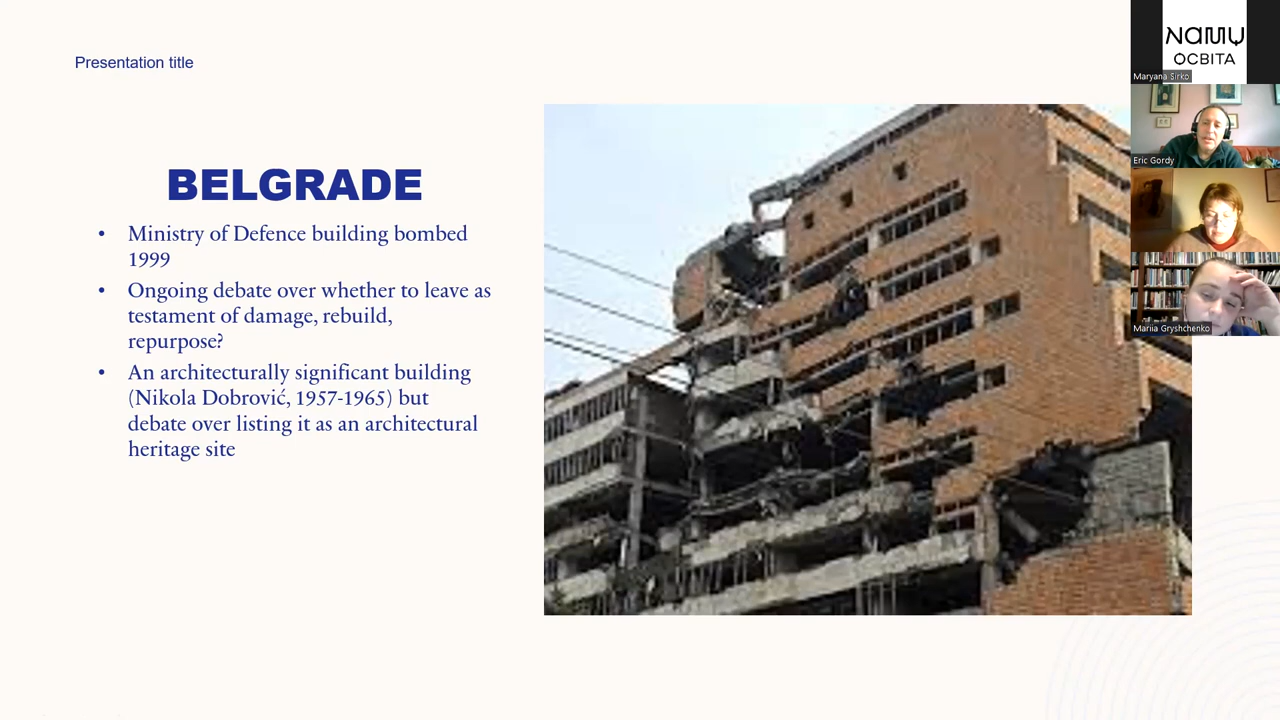 Presentation title
BELGRADE
• Ministry of Defence building bombed
1999
• Ongoing debate over whether to leave as
testament of damage, rebuild,
repurpose?
• An architecturally significant building
(Nikola Dobrović, 1957-1965) but
debate over listing it as an architectural
heritage site
NAMU
ОСВІТА
Maryana Sirko
Eric Gordy
Mariia Gryshchenko